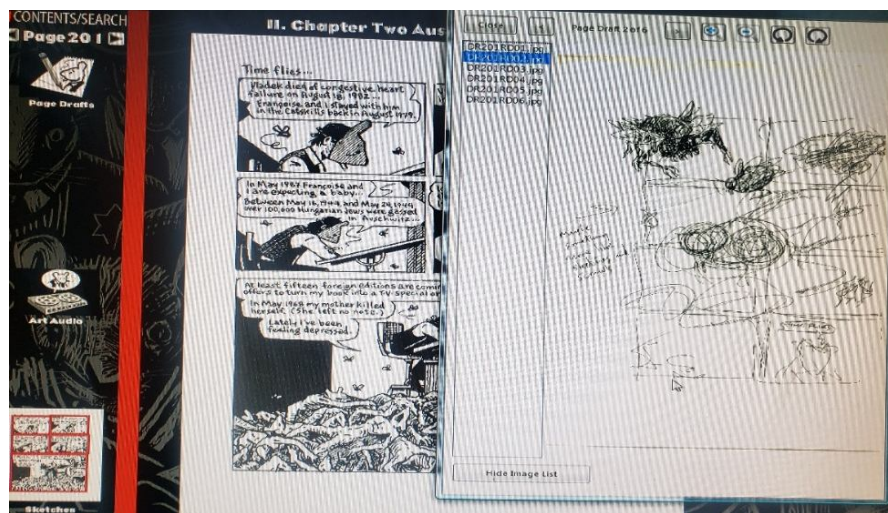 CONTENTS/SEARCH
Page 201
Page Drafts
Art Audio
Sketches
II. Chapter Two Aus
Time flies...
Vladek died of congestive heart
failure on August 18, 1982...
Françoise and I stayed with him
in the Catskills back in August 1979.
In May 1987 Françoise and
I are expecting a baby...
Between May 16, 1944, and May 24, 1944
over 100,000 Hungarian Jews were gassed
in Auschwitz...
At least fifteen foreign editions are comin
offers to turn my book into a T.V. special or
In May 1968 my mother killed
herself. (She left no note.)
Lately I've been
feeling depressed.
Close
Page Draft 2 of 6
DR201RD01.jpg
DR201RD02.jpg
DR201RD03.jpg
DR201RD04.jpg
DR201RD05.jpg
DR201RD06.jpg
Hide Image List